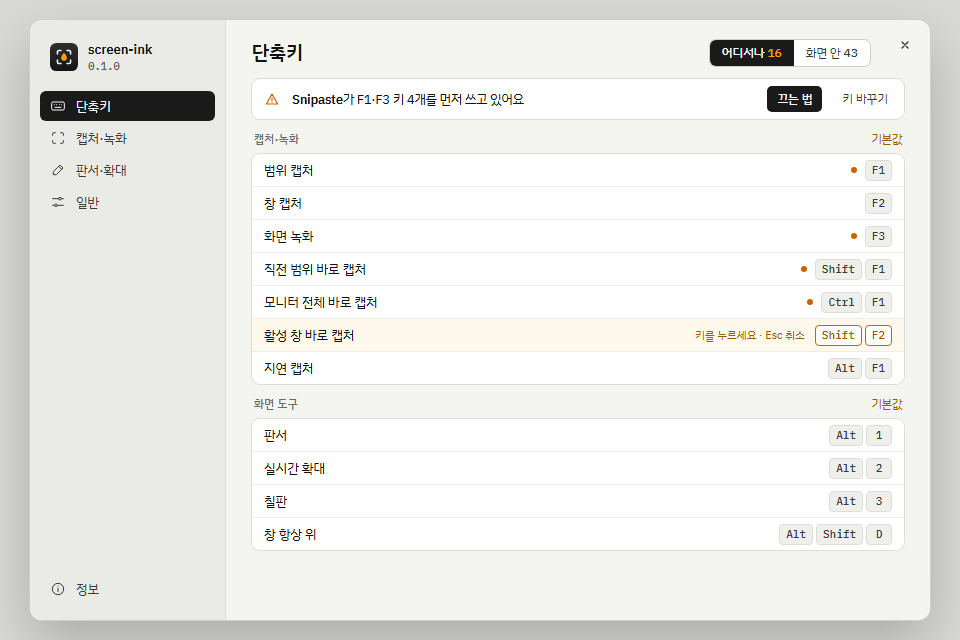 screen-ink
0.1.0
단축키
캡처·녹화
판서·확대
일반
정보
단축키
어디서나 16 화면 안 43
Snipaste가 F1·F3 키 4개를 먼저 쓰고 있어요 끄는 법 키 바꾸기
캡처·녹화 기본값
범위 캡처 F1
창 캡처 F2
화면 녹화 F3
직전 범위 바로 캡처 Shift F1
모니터 전체 바로 캡처 Ctrl F1
활성 창 바로 캡처 키를 누르세요 · Esc 취소 Shift F2
지연 캡처 Alt F1
화면 도구 기본값
판서 Alt 1
실시간 확대 Alt 2
칠판 Alt 3
창 항상 위 Alt Shift D